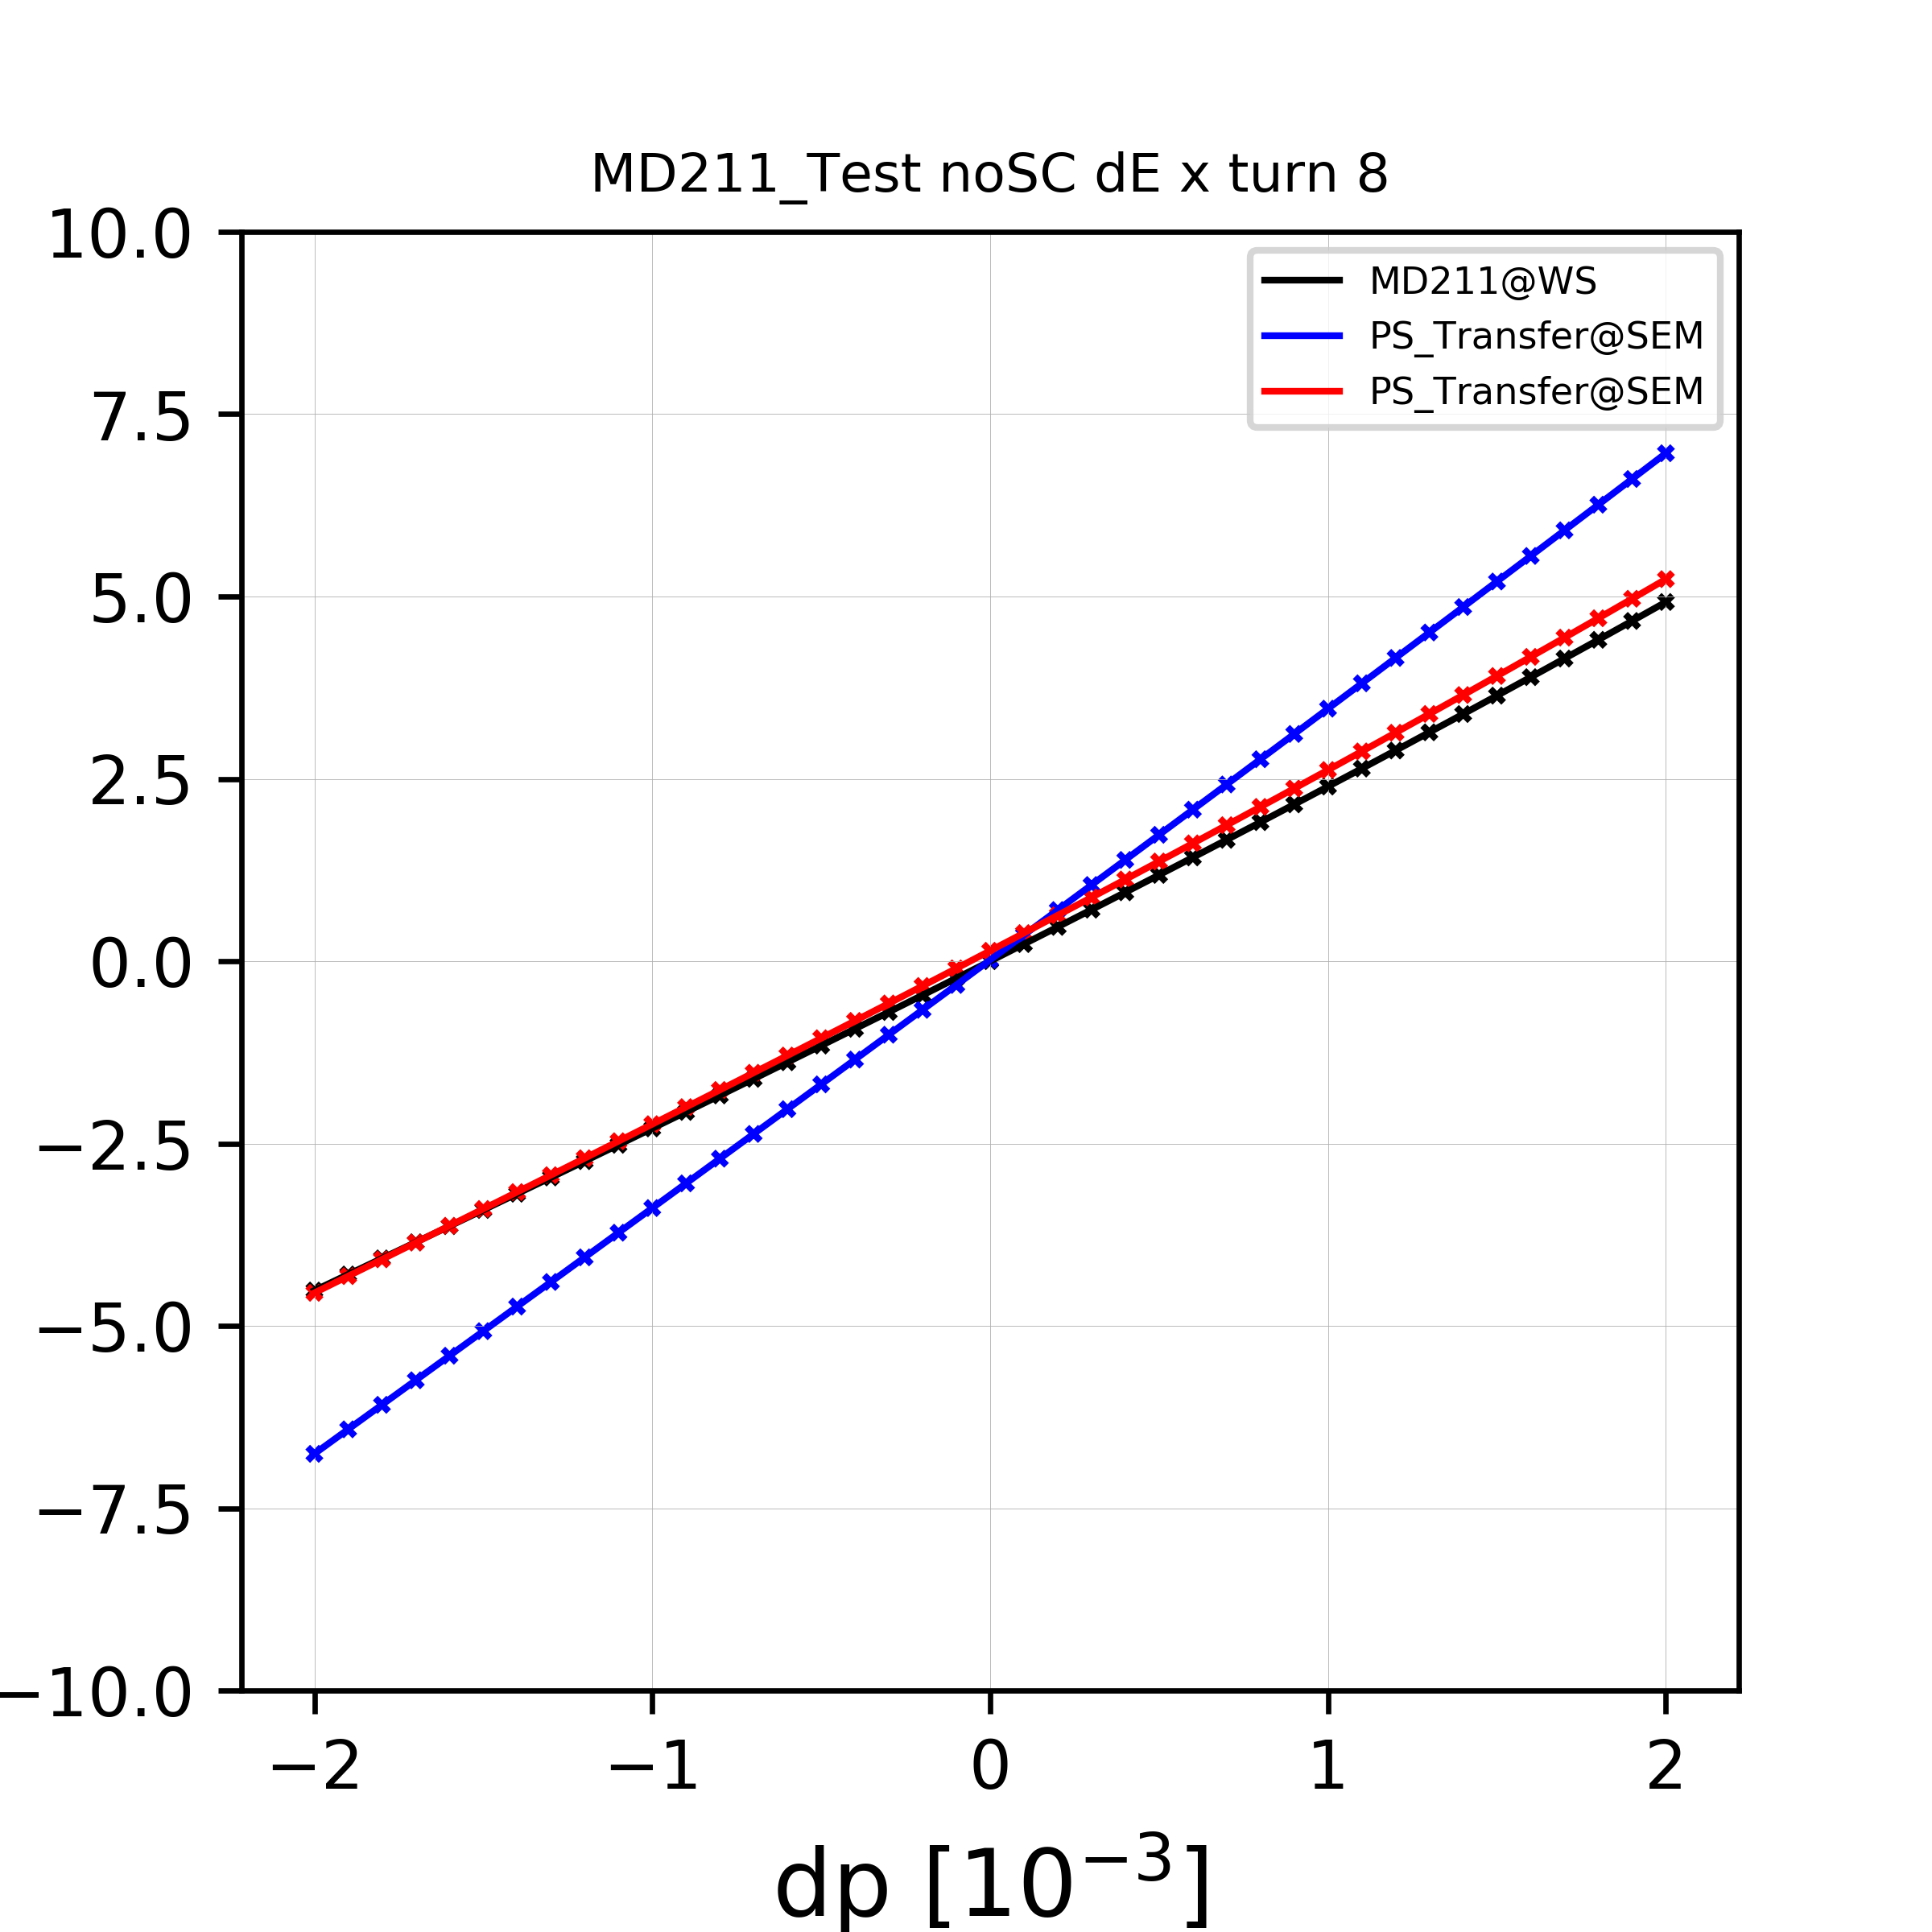 MD211_Test noSC dE x turn 8
10.0
7.5
5.0
2.5
0.0
−2.5
−5.0
−7.5
−10.0
MD211@WS
PS_Transfer@SEM
PS_Transfer@SEM
−2 −1 0 1 2
dp [10⁻³]